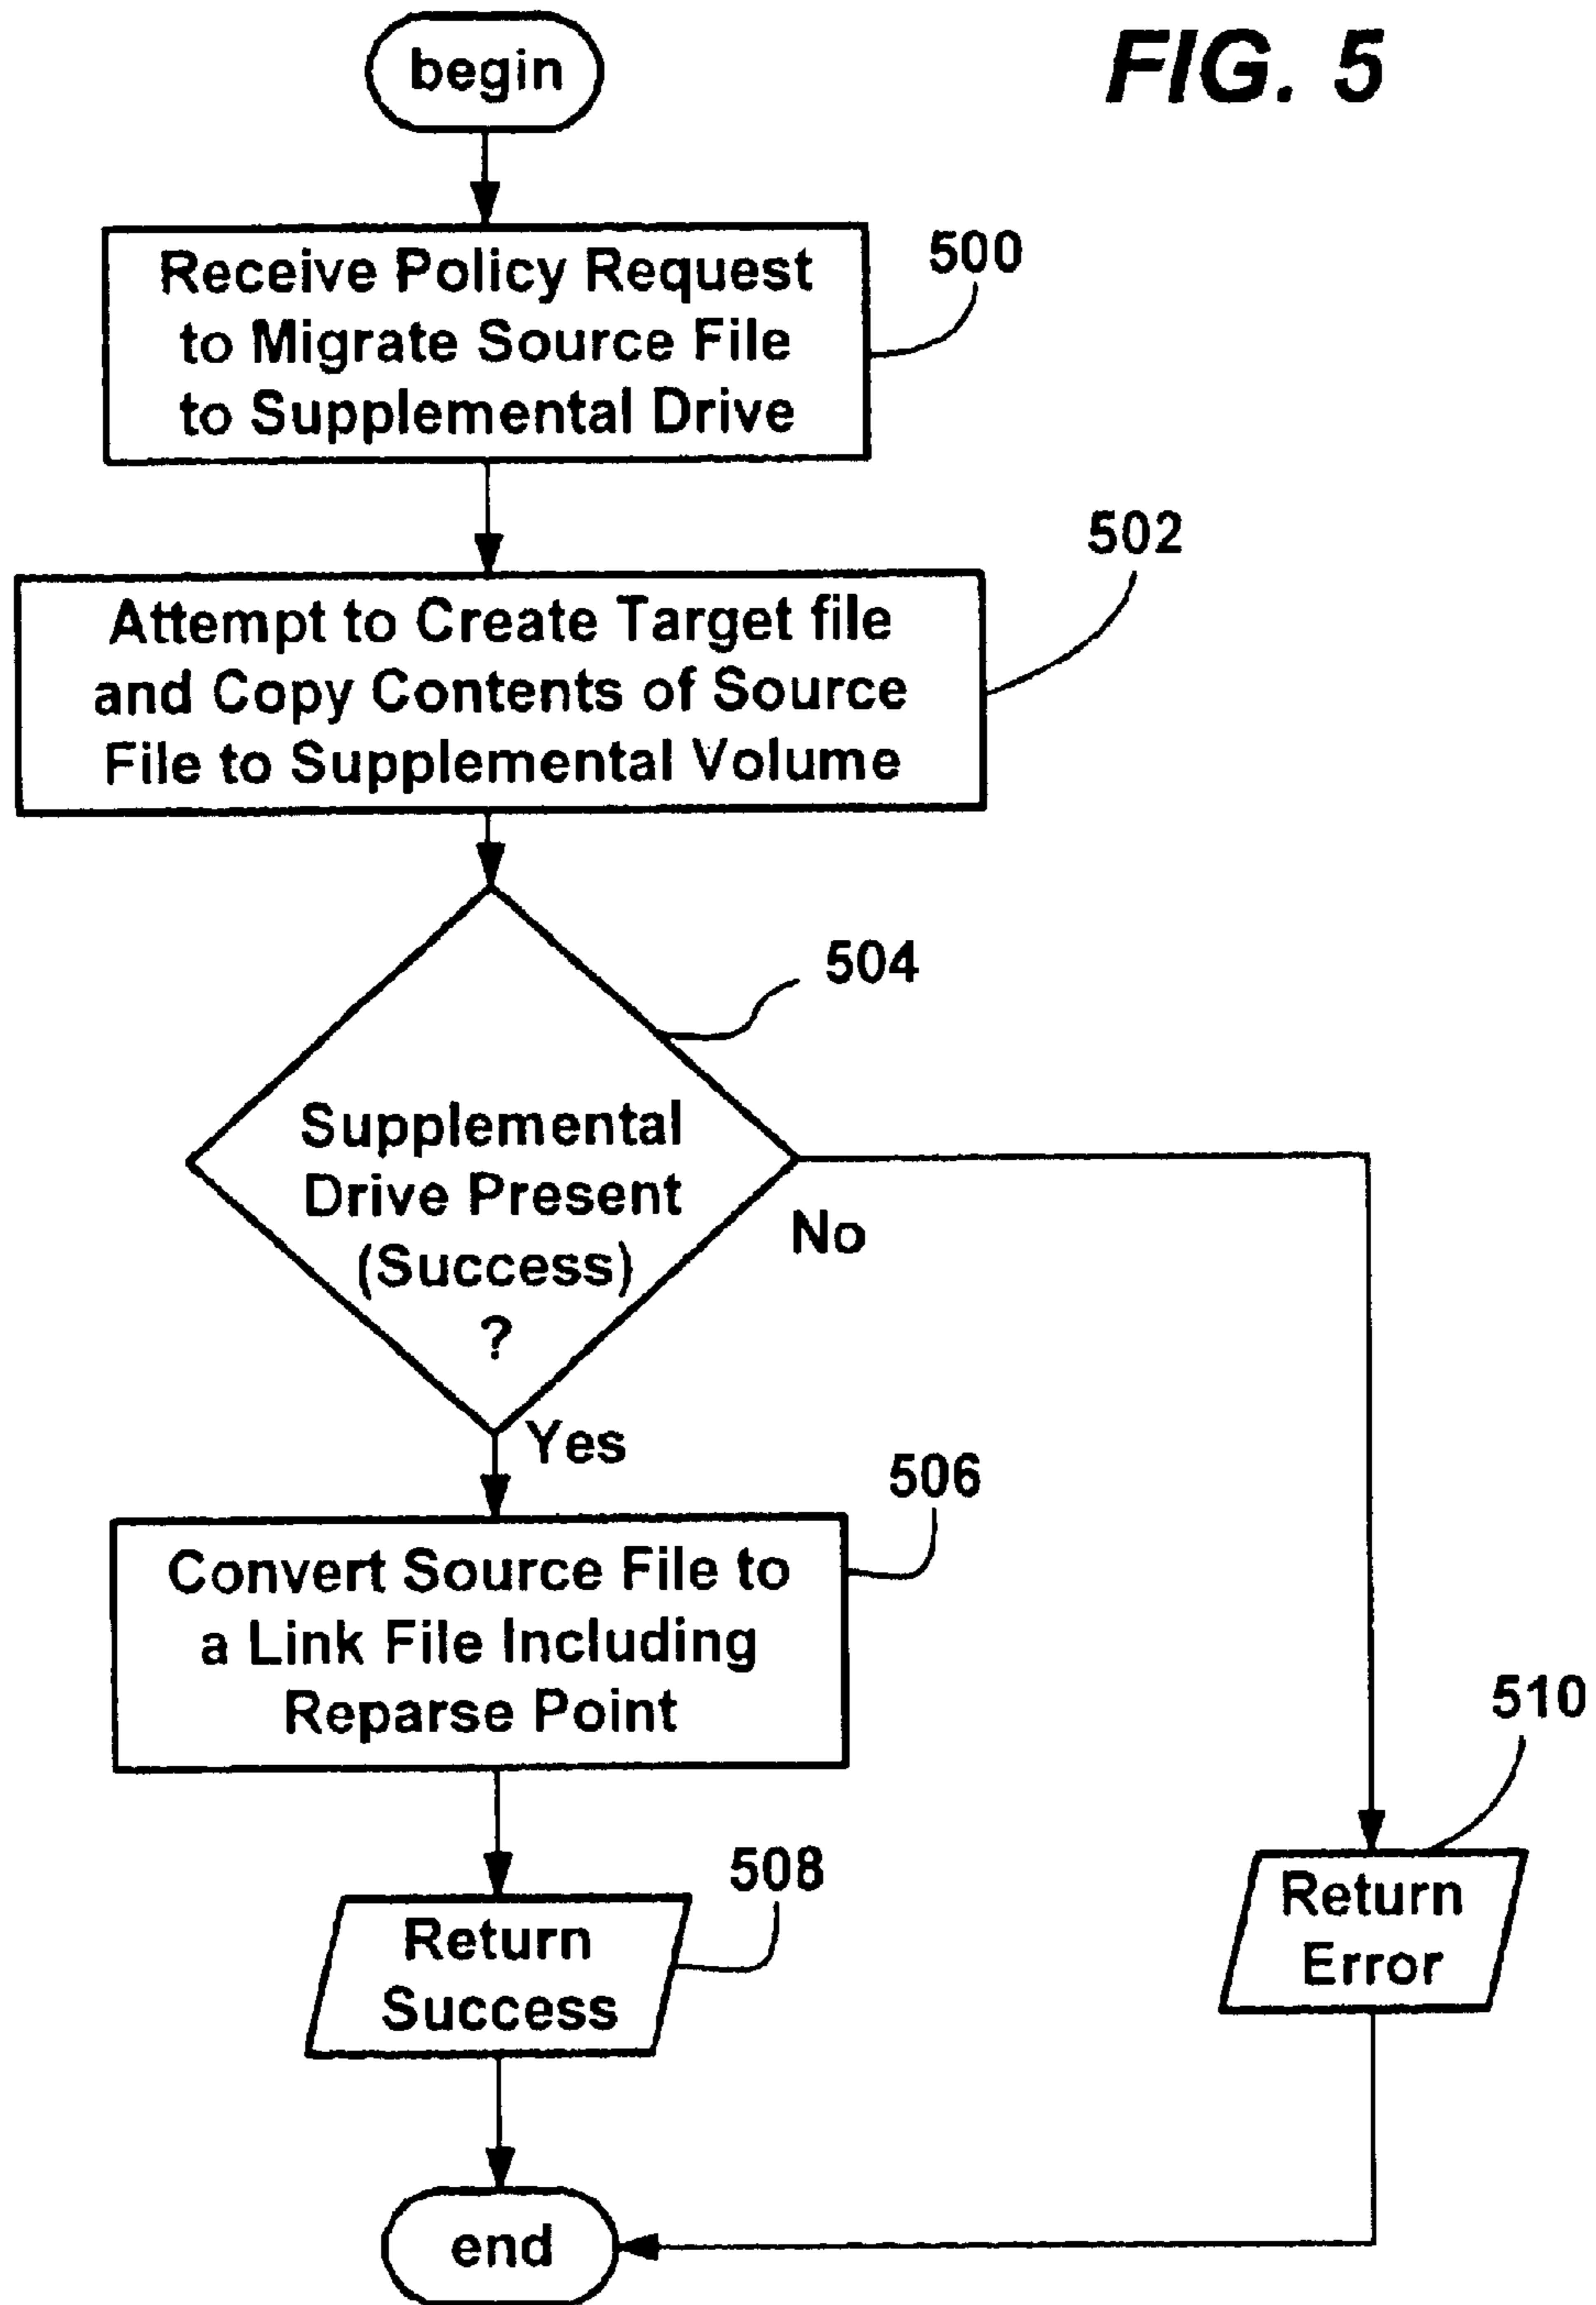 FIG. 5
begin
Receive Policy Request
to Migrate Source File
to Supplemental Drive
500
502
Attempt to Create Target file
and Copy Contents of Source
File to Supplemental Volume
504
Supplemental
Drive Present
(Success)
?
No
Yes
506
Convert Source File to
a Link File Including
Reparse Point
510
508
Return
Success
Return
Error
end